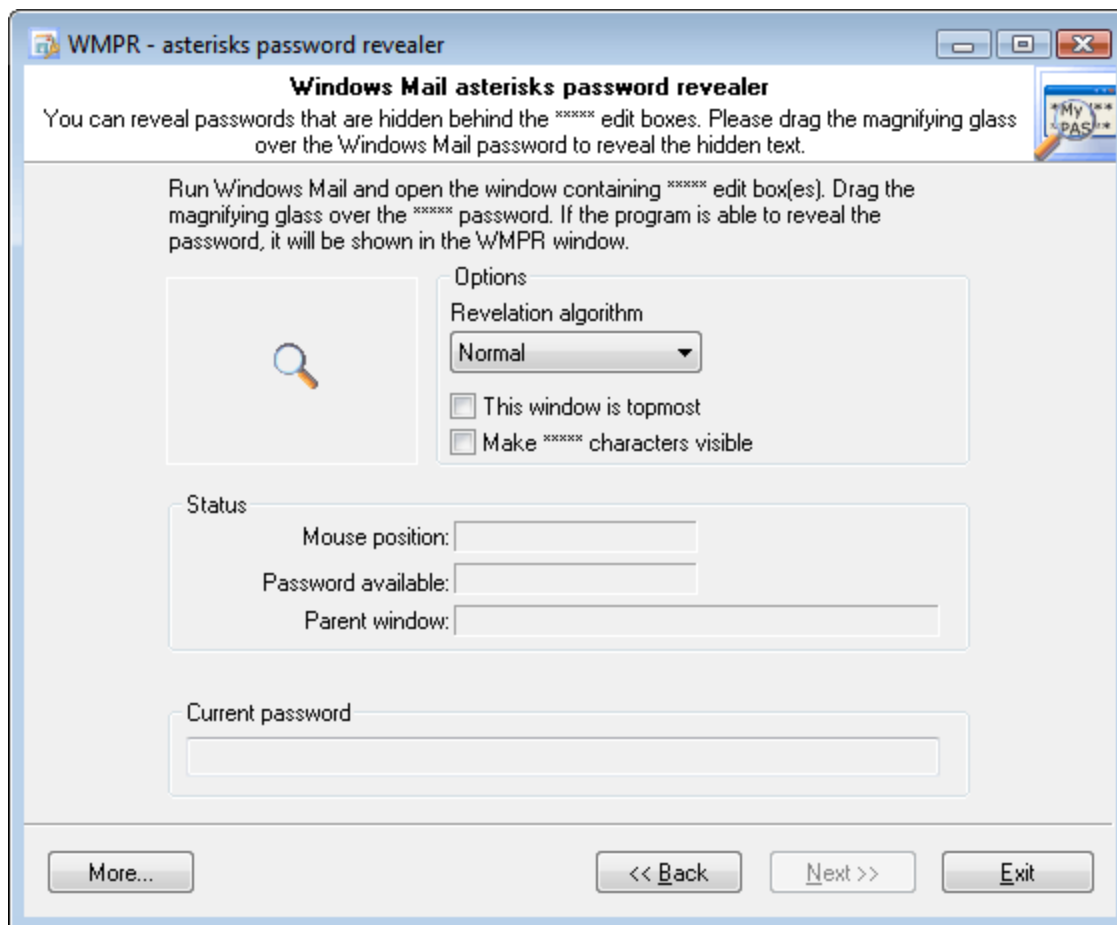 WMPR - asterisks password revealer
Windows Mail asterisks password revealer
You can reveal passwords that are hidden behind the ***** edit boxes. Please drag the magnifying glass
over the Windows Mail password to reveal the hidden text.
*My **
*PAS**
Run Windows Mail and open the window containing ***** edit box(es). Drag the
magnifying glass over the ***** password. If the program is able to reveal the
password, it will be shown in the WMPR window.
Options
Revelation algorithm
Normal
This window is topmost
Make ***** characters visible
Status
Mouse position:
Password available:
Parent window:
Current password
More...
<< Back
Next >>
Exit